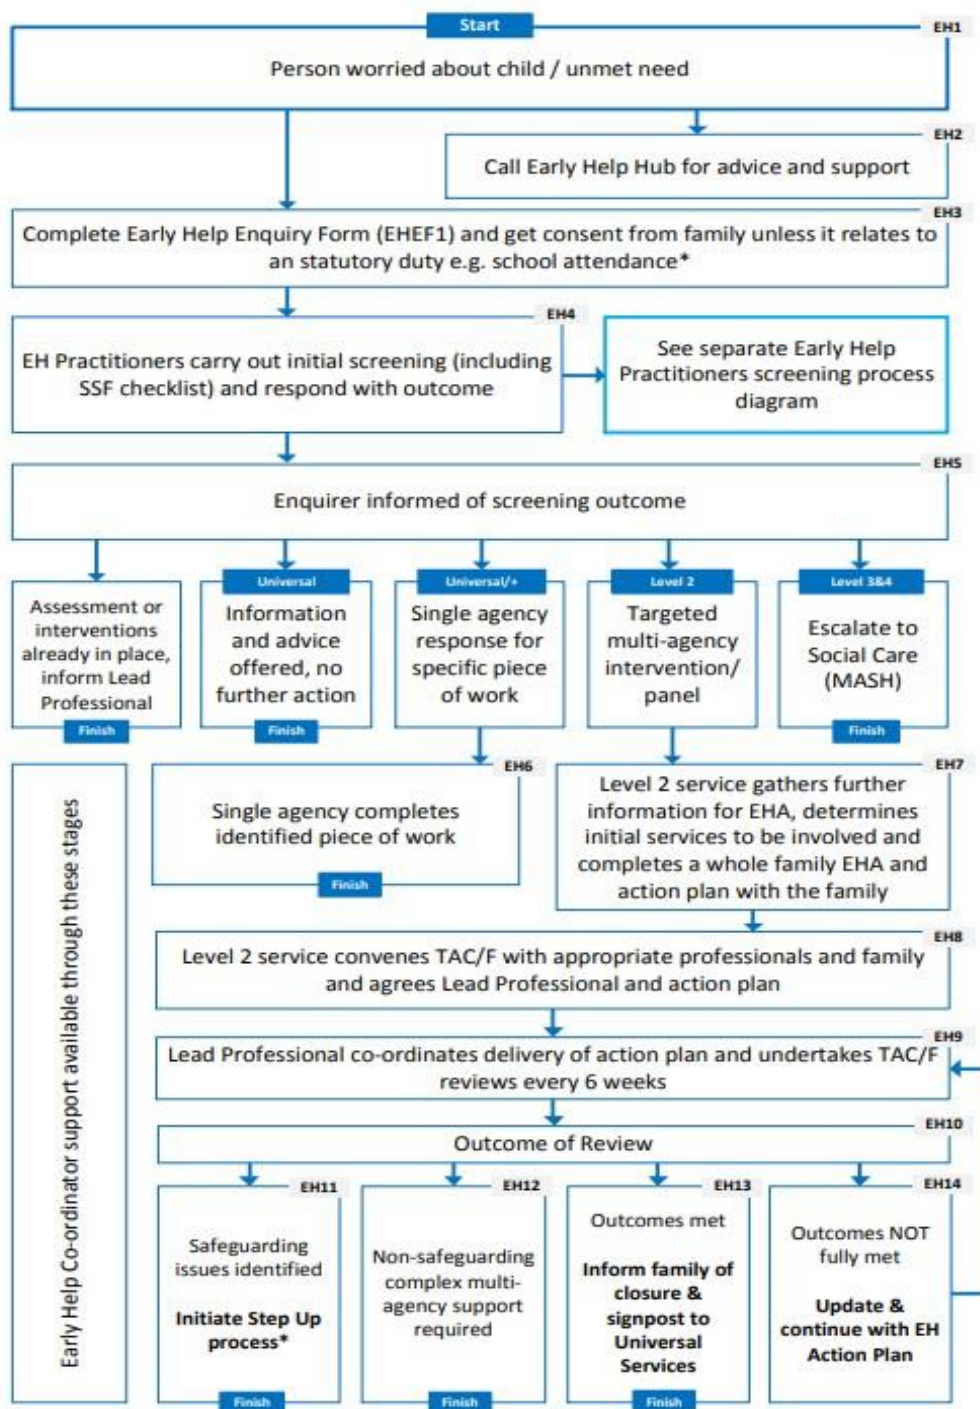 Start
EH1
Person worried about child / unmet need
EH2
Call Early Help Hub for advice and support
EH3
Complete Early Help Enquiry Form (EHEF1) and get consent from family unless it relates to
an statutory duty e.g. school attendance*
EH4
EH Practitioners carry out initial screening (including
SSF checklist) and respond with outcome
See separate Early Help
Practitioners screening process
diagram
EH5
Enquirer informed of screening outcome
Assessment or
interventions
already in place,
inform Lead
Professional
Finish
Universal
Information
and advice
offered, no
further action
Finish
Universal/+
Single agency
response for
specific piece
of work
Level 2
Targeted
multi-agency
intervention/
panel
Level 3&4
Escalate to
Social Care
(MASH)
Finish
Early Help Co-ordinator support available through these stages
EH6
Single agency completes
identified piece of work
Finish
EH7
Level 2 service gathers further
information for EHA, determines
initial services to be involved and
completes a whole family EHA and
action plan with the family
EH8
Level 2 service convenes TAC/F with appropriate professionals and family
and agrees Lead Professional and action plan
EH9
Lead Professional co-ordinates delivery of action plan and undertakes TAC/F
reviews every 6 weeks
EH10
Outcome of Review
EH11
Safeguarding
issues identified
Initiate Step Up
process*
Finish
EH12
Non-safeguarding
complex multi-
agency support
required
Finish
EH13
Outcomes met
Inform family of
closure &
signpost to
Universal
Services
Finish
EH14
Outcomes NOT
fully met
Update &
continue with EH
Action Plan